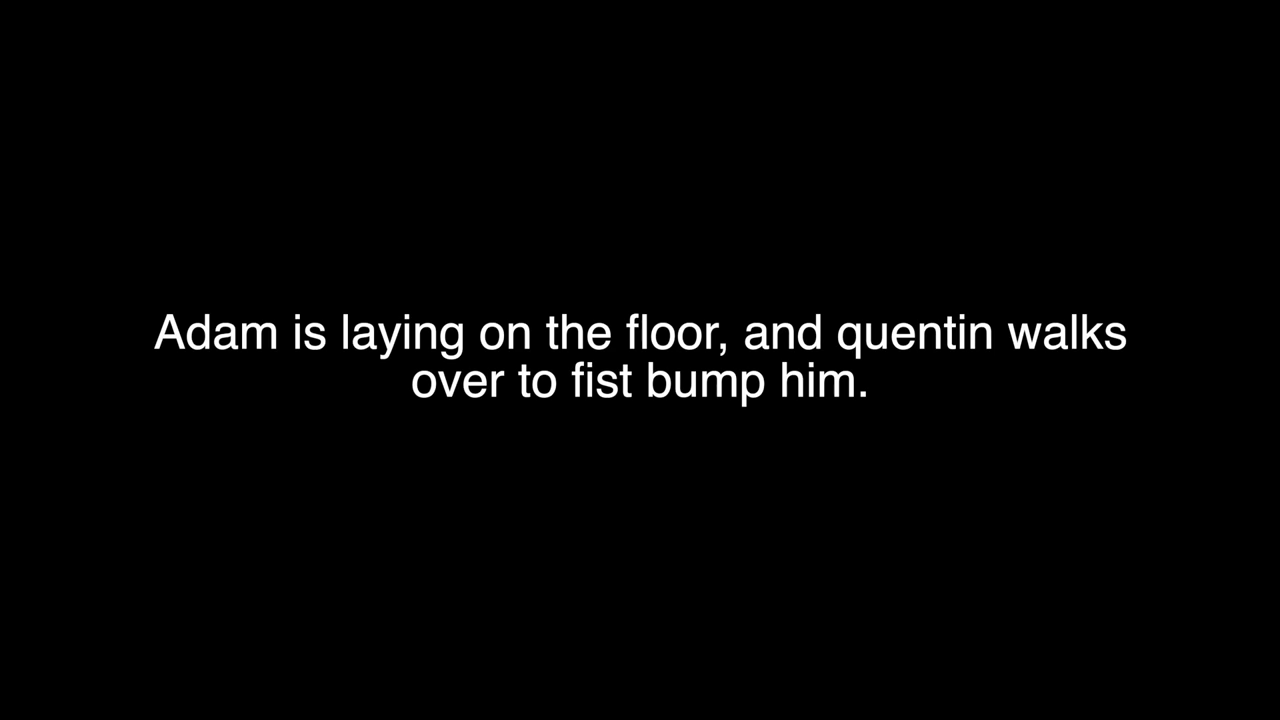 Adam is laying on the floor, and quentin walks
over to fist bump him.